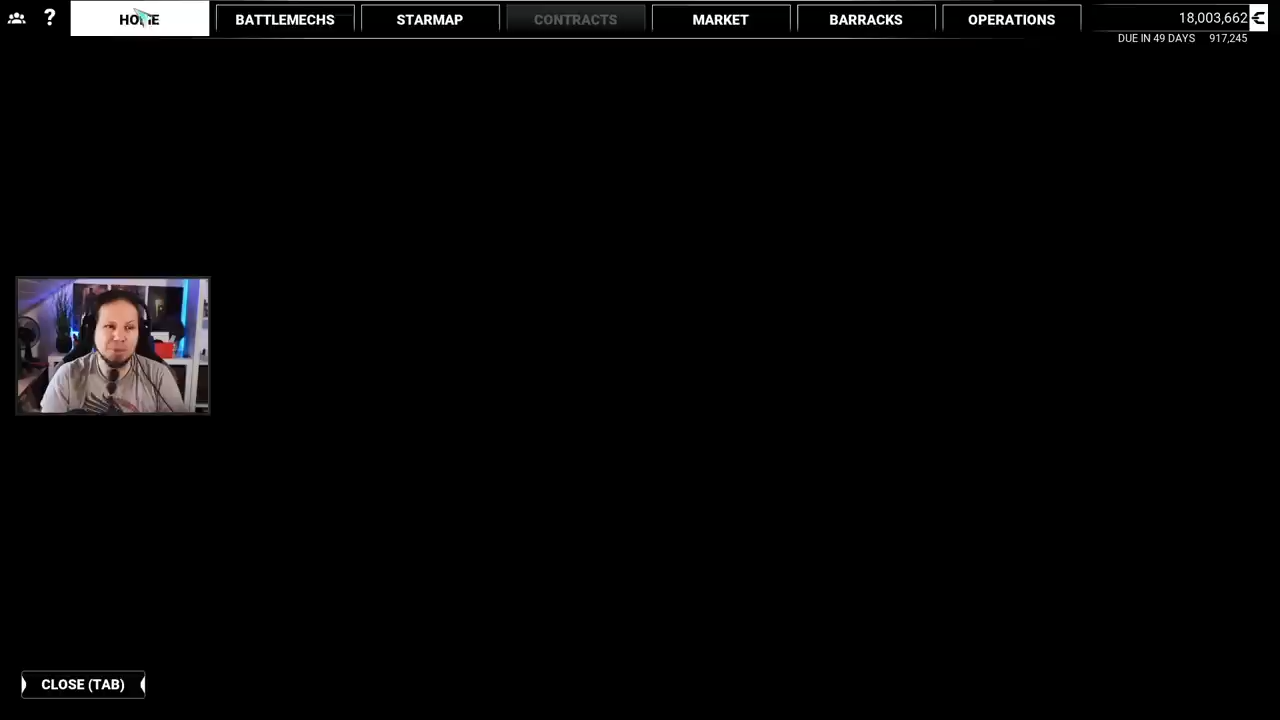 ?
HOME
BATTLEMECHS
STARMAP
CONTRACTS
MARKET
BARRACKS
OPERATIONS
18,003,662
DUE IN 49 DAYS 917,245
CLOSE (TAB)